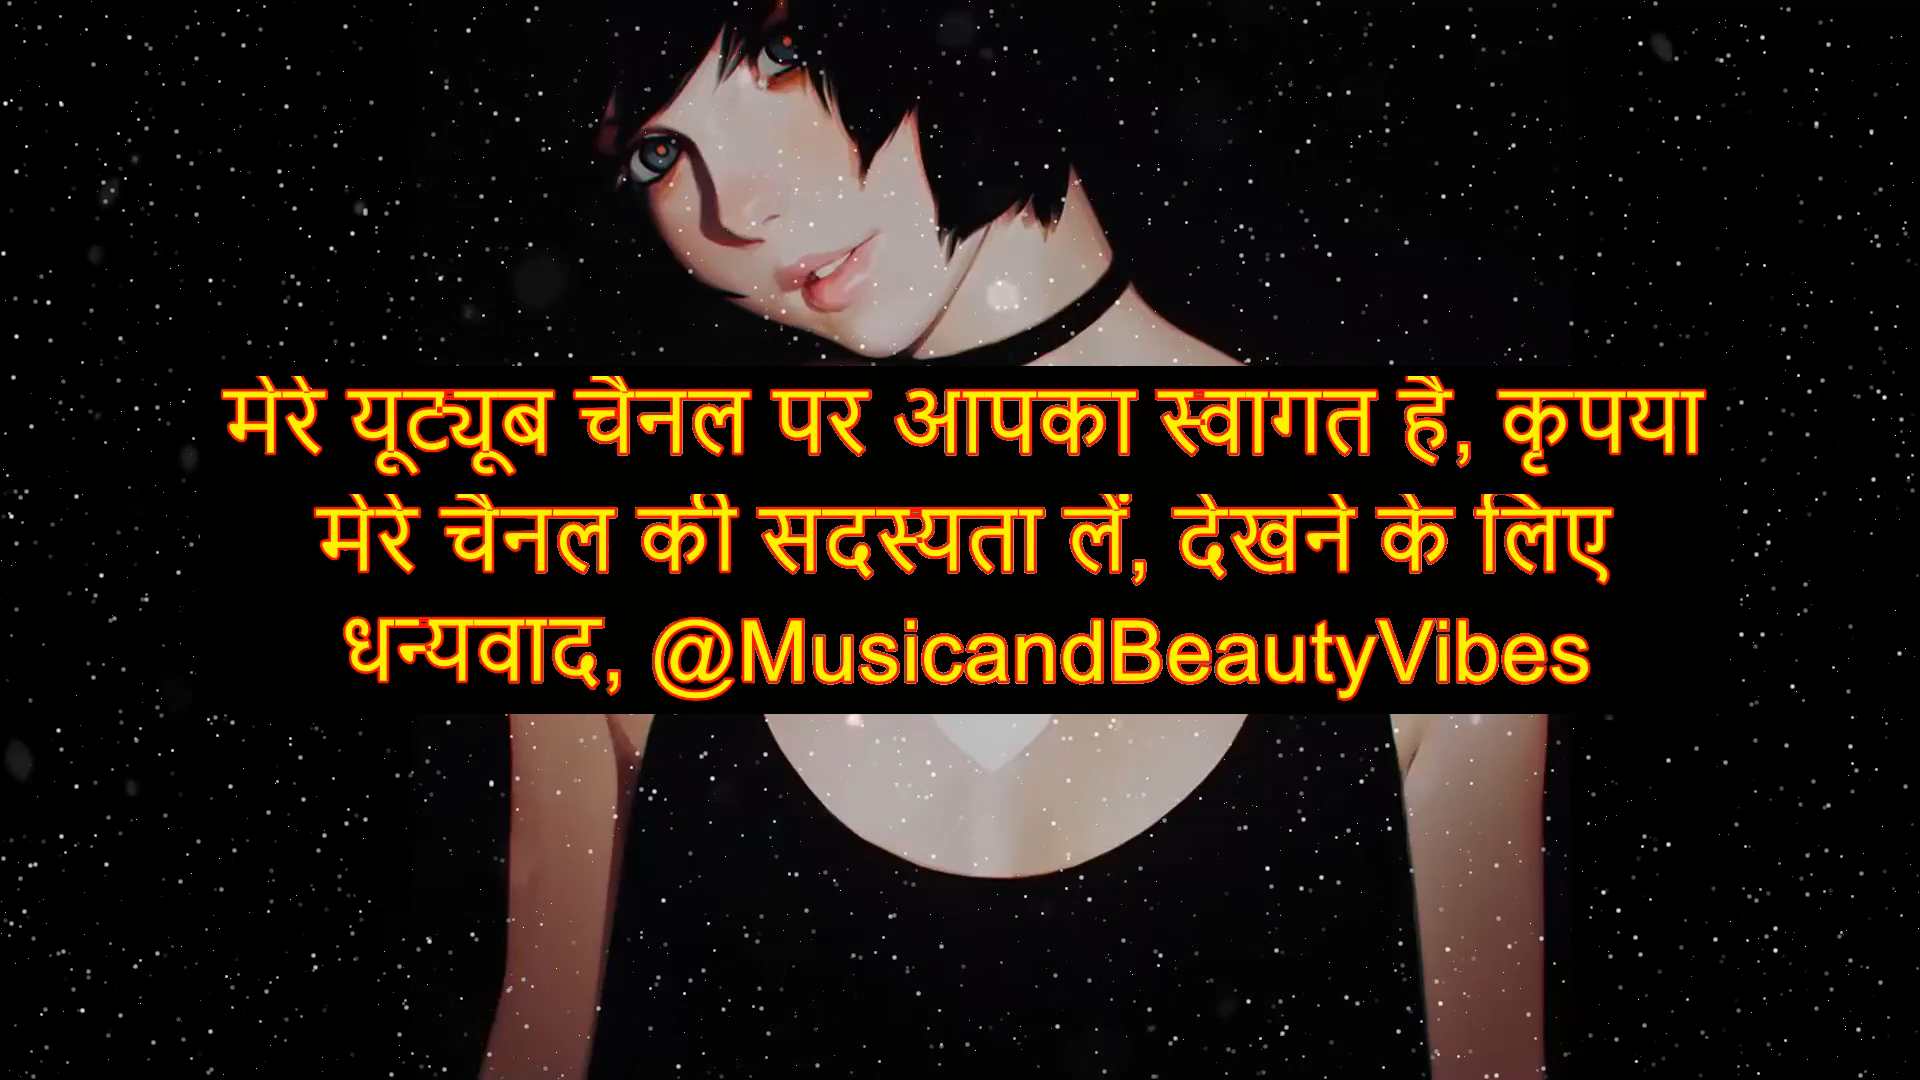 मेरे यूट्यूब चैनल पर आपका स्वागत है, कृपया
मेरे चैनल की सदस्यता लें, देखने के लिए
धन्यवाद, @MusicandBeautyVibes